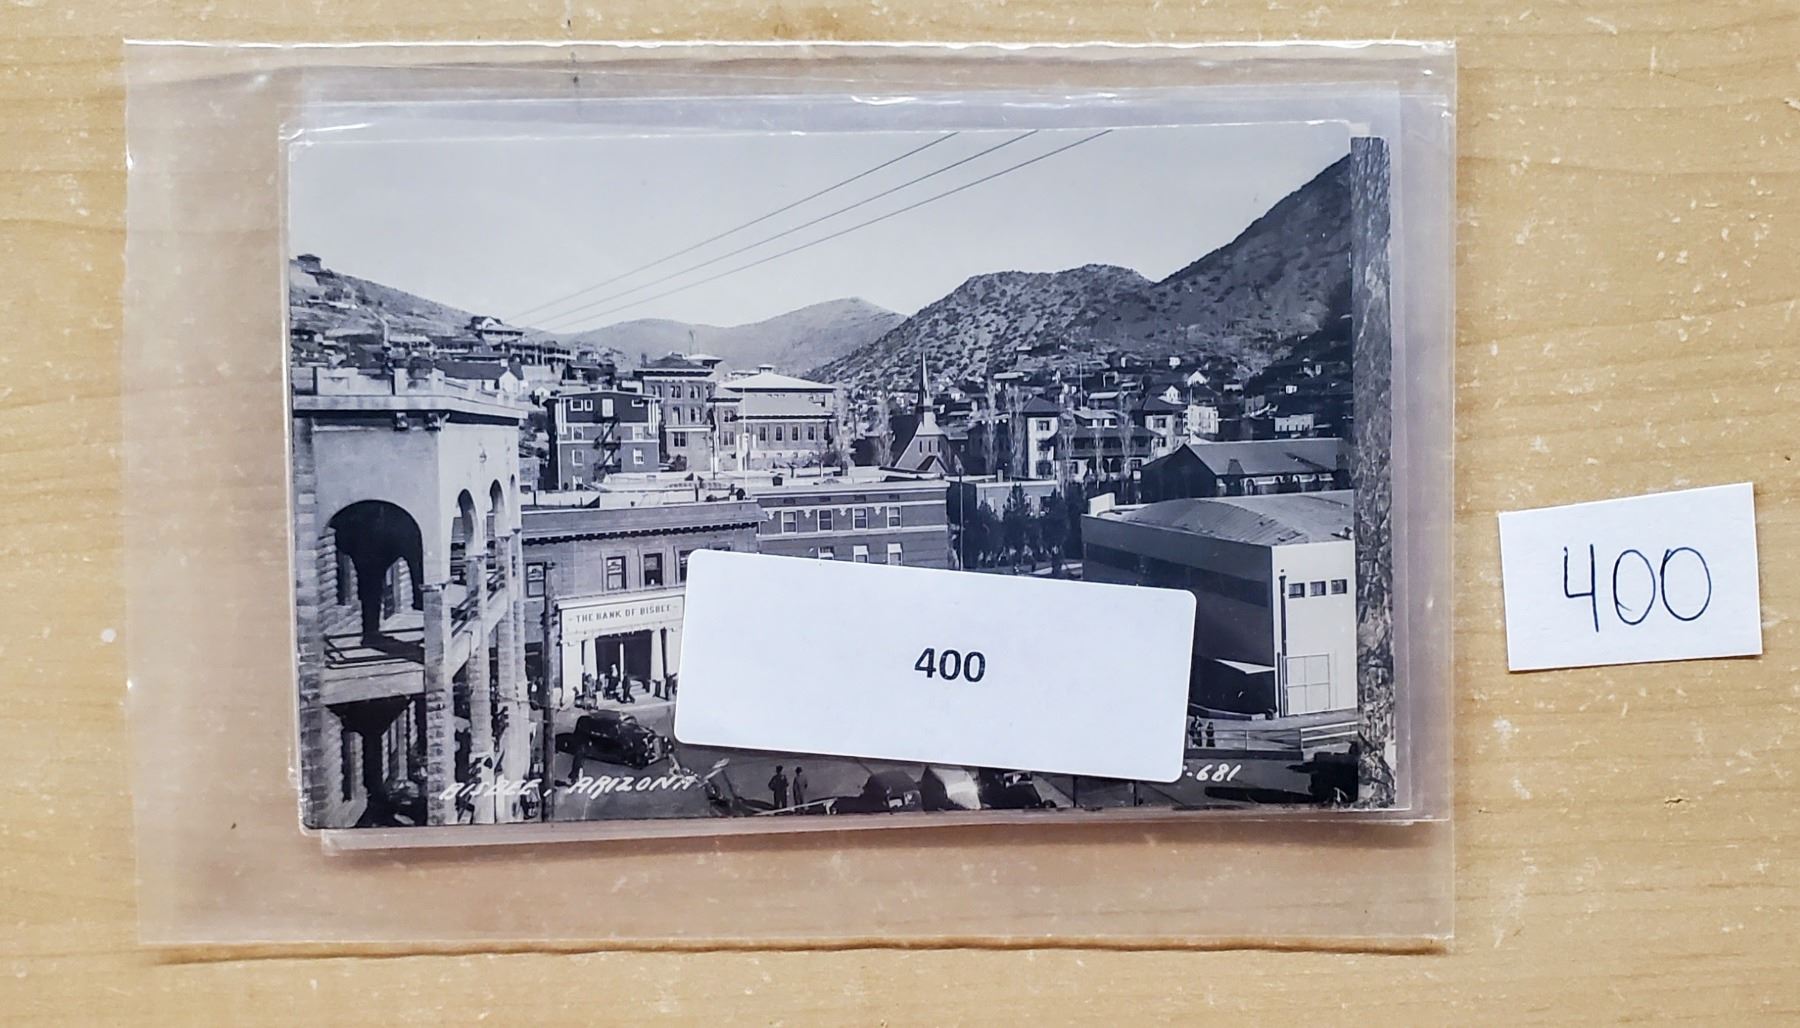 THE BANK OF BISBEE
400
400
BISBEE, ARIZONA
-681